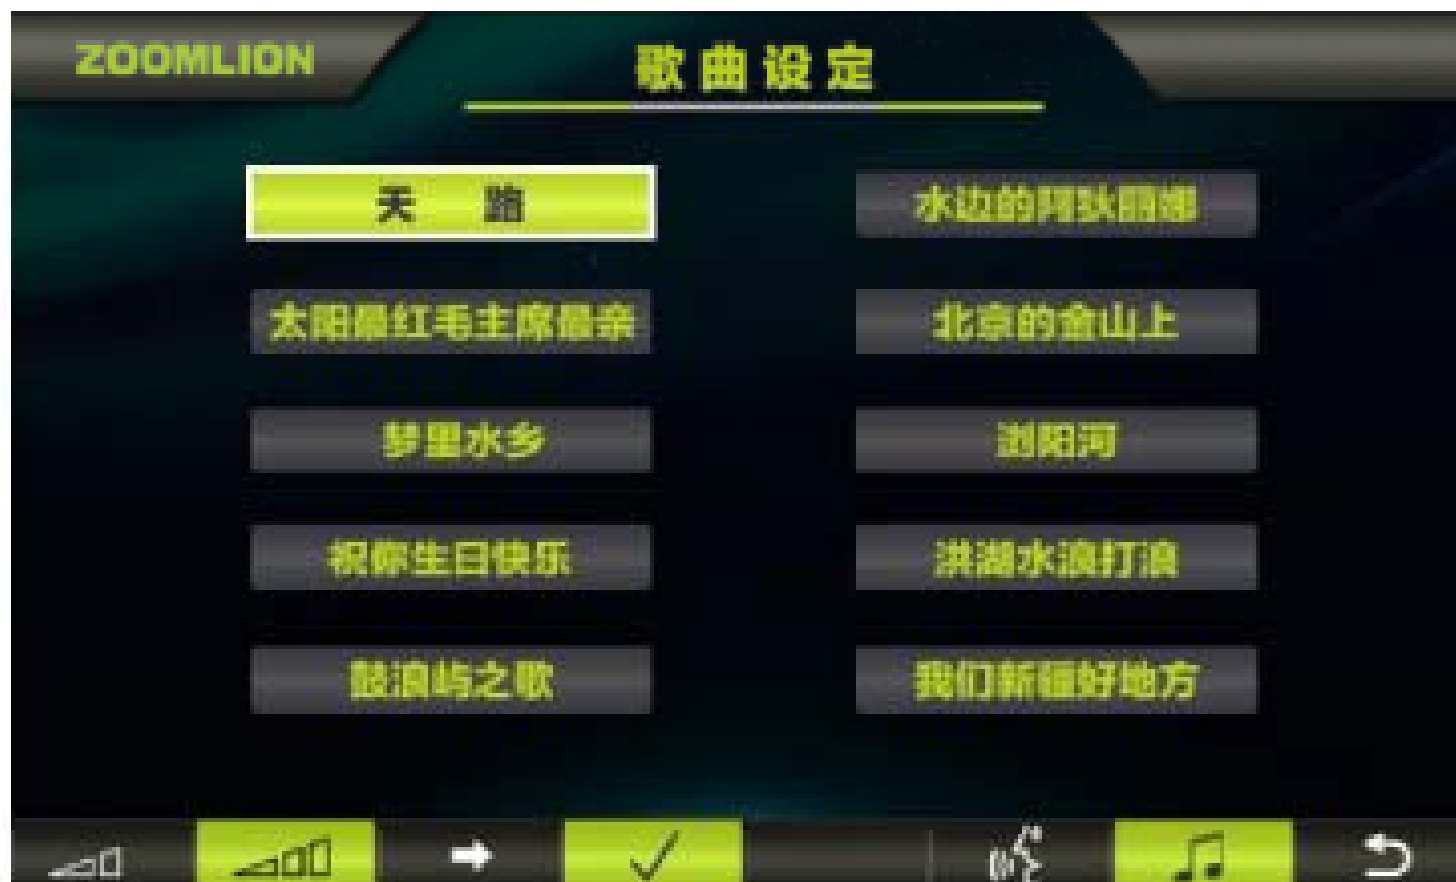 ZOOMLION
歌曲设定
天 路
水边的阿狄丽娜
太阳最红毛主席最亲
北京的金山上
梦里水乡
浏阳河
祝你生日快乐
洪湖水浪打浪
鼓浪屿之歌
我们新疆好地方